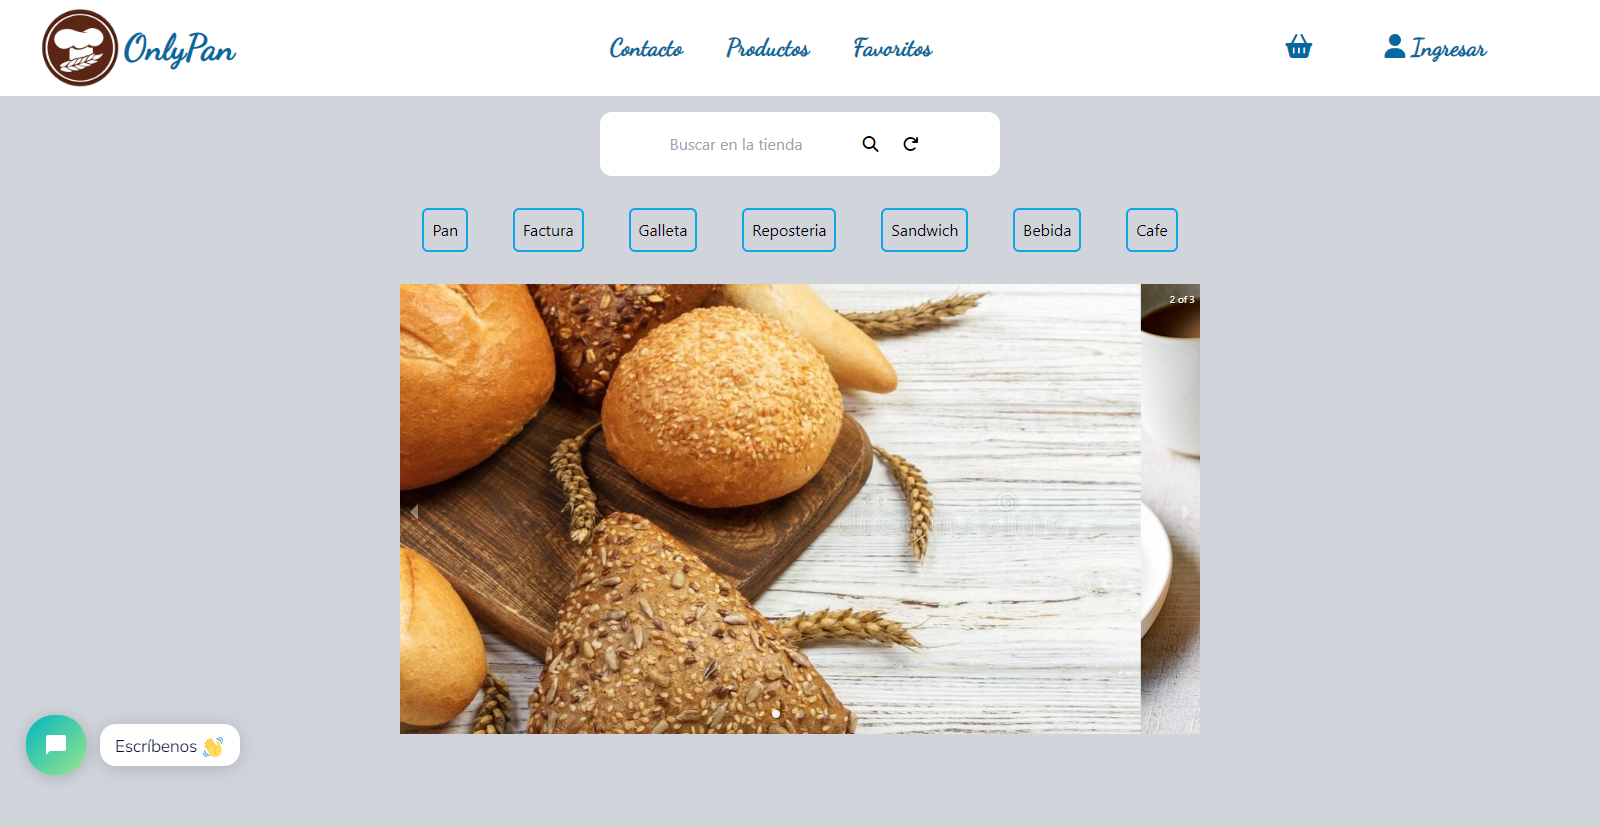 OnlyPan
Contacto Productos Favoritos
Ingresar
Buscar en la tienda
Pan Factura Galleta Reposteria Sandwich Bebida Cafe
2 of 3
dreamstime
Escríbenos 👋